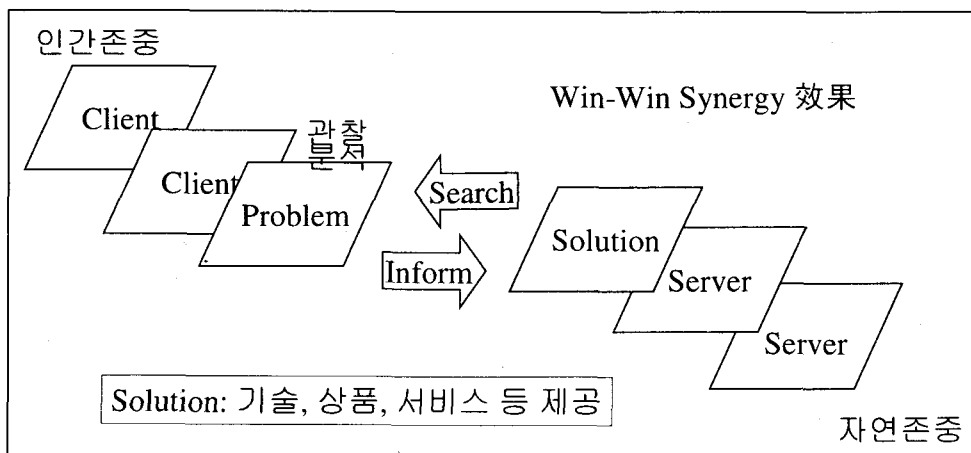 인간존중
Client
Win-Win Synergy 效果
관찰
분석
Client
Search
Problem
Solution
Inform
Server
Server
Solution: 기술, 상품, 서비스 등 제공
자연존중